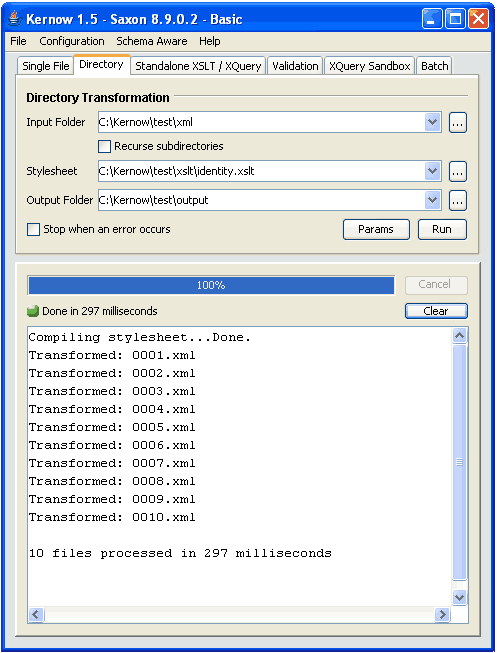 Kernow 1.5 - Saxon 8.9.0.2 - Basic
File Configuration Schema Aware Help
Single File Directory Standalone XSLT / XQuery Validation XQuery Sandbox Batch
Directory Transformation
Input Folder C:\Kernow\test\xml ...
Recurse subdirectories
Stylesheet C:\Kernow\test\xslt\identity.xslt ...
Output Folder C:\Kernow\test\output ...
Stop when an error occurs Params Run
100% Cancel
Done in 297 milliseconds Clear
Compiling stylesheet...Done.
Transformed: 0001.xml
Transformed: 0002.xml
Transformed: 0003.xml
Transformed: 0004.xml
Transformed: 0005.xml
Transformed: 0006.xml
Transformed: 0007.xml
Transformed: 0008.xml
Transformed: 0009.xml
Transformed: 0010.xml
10 files processed in 297 milliseconds